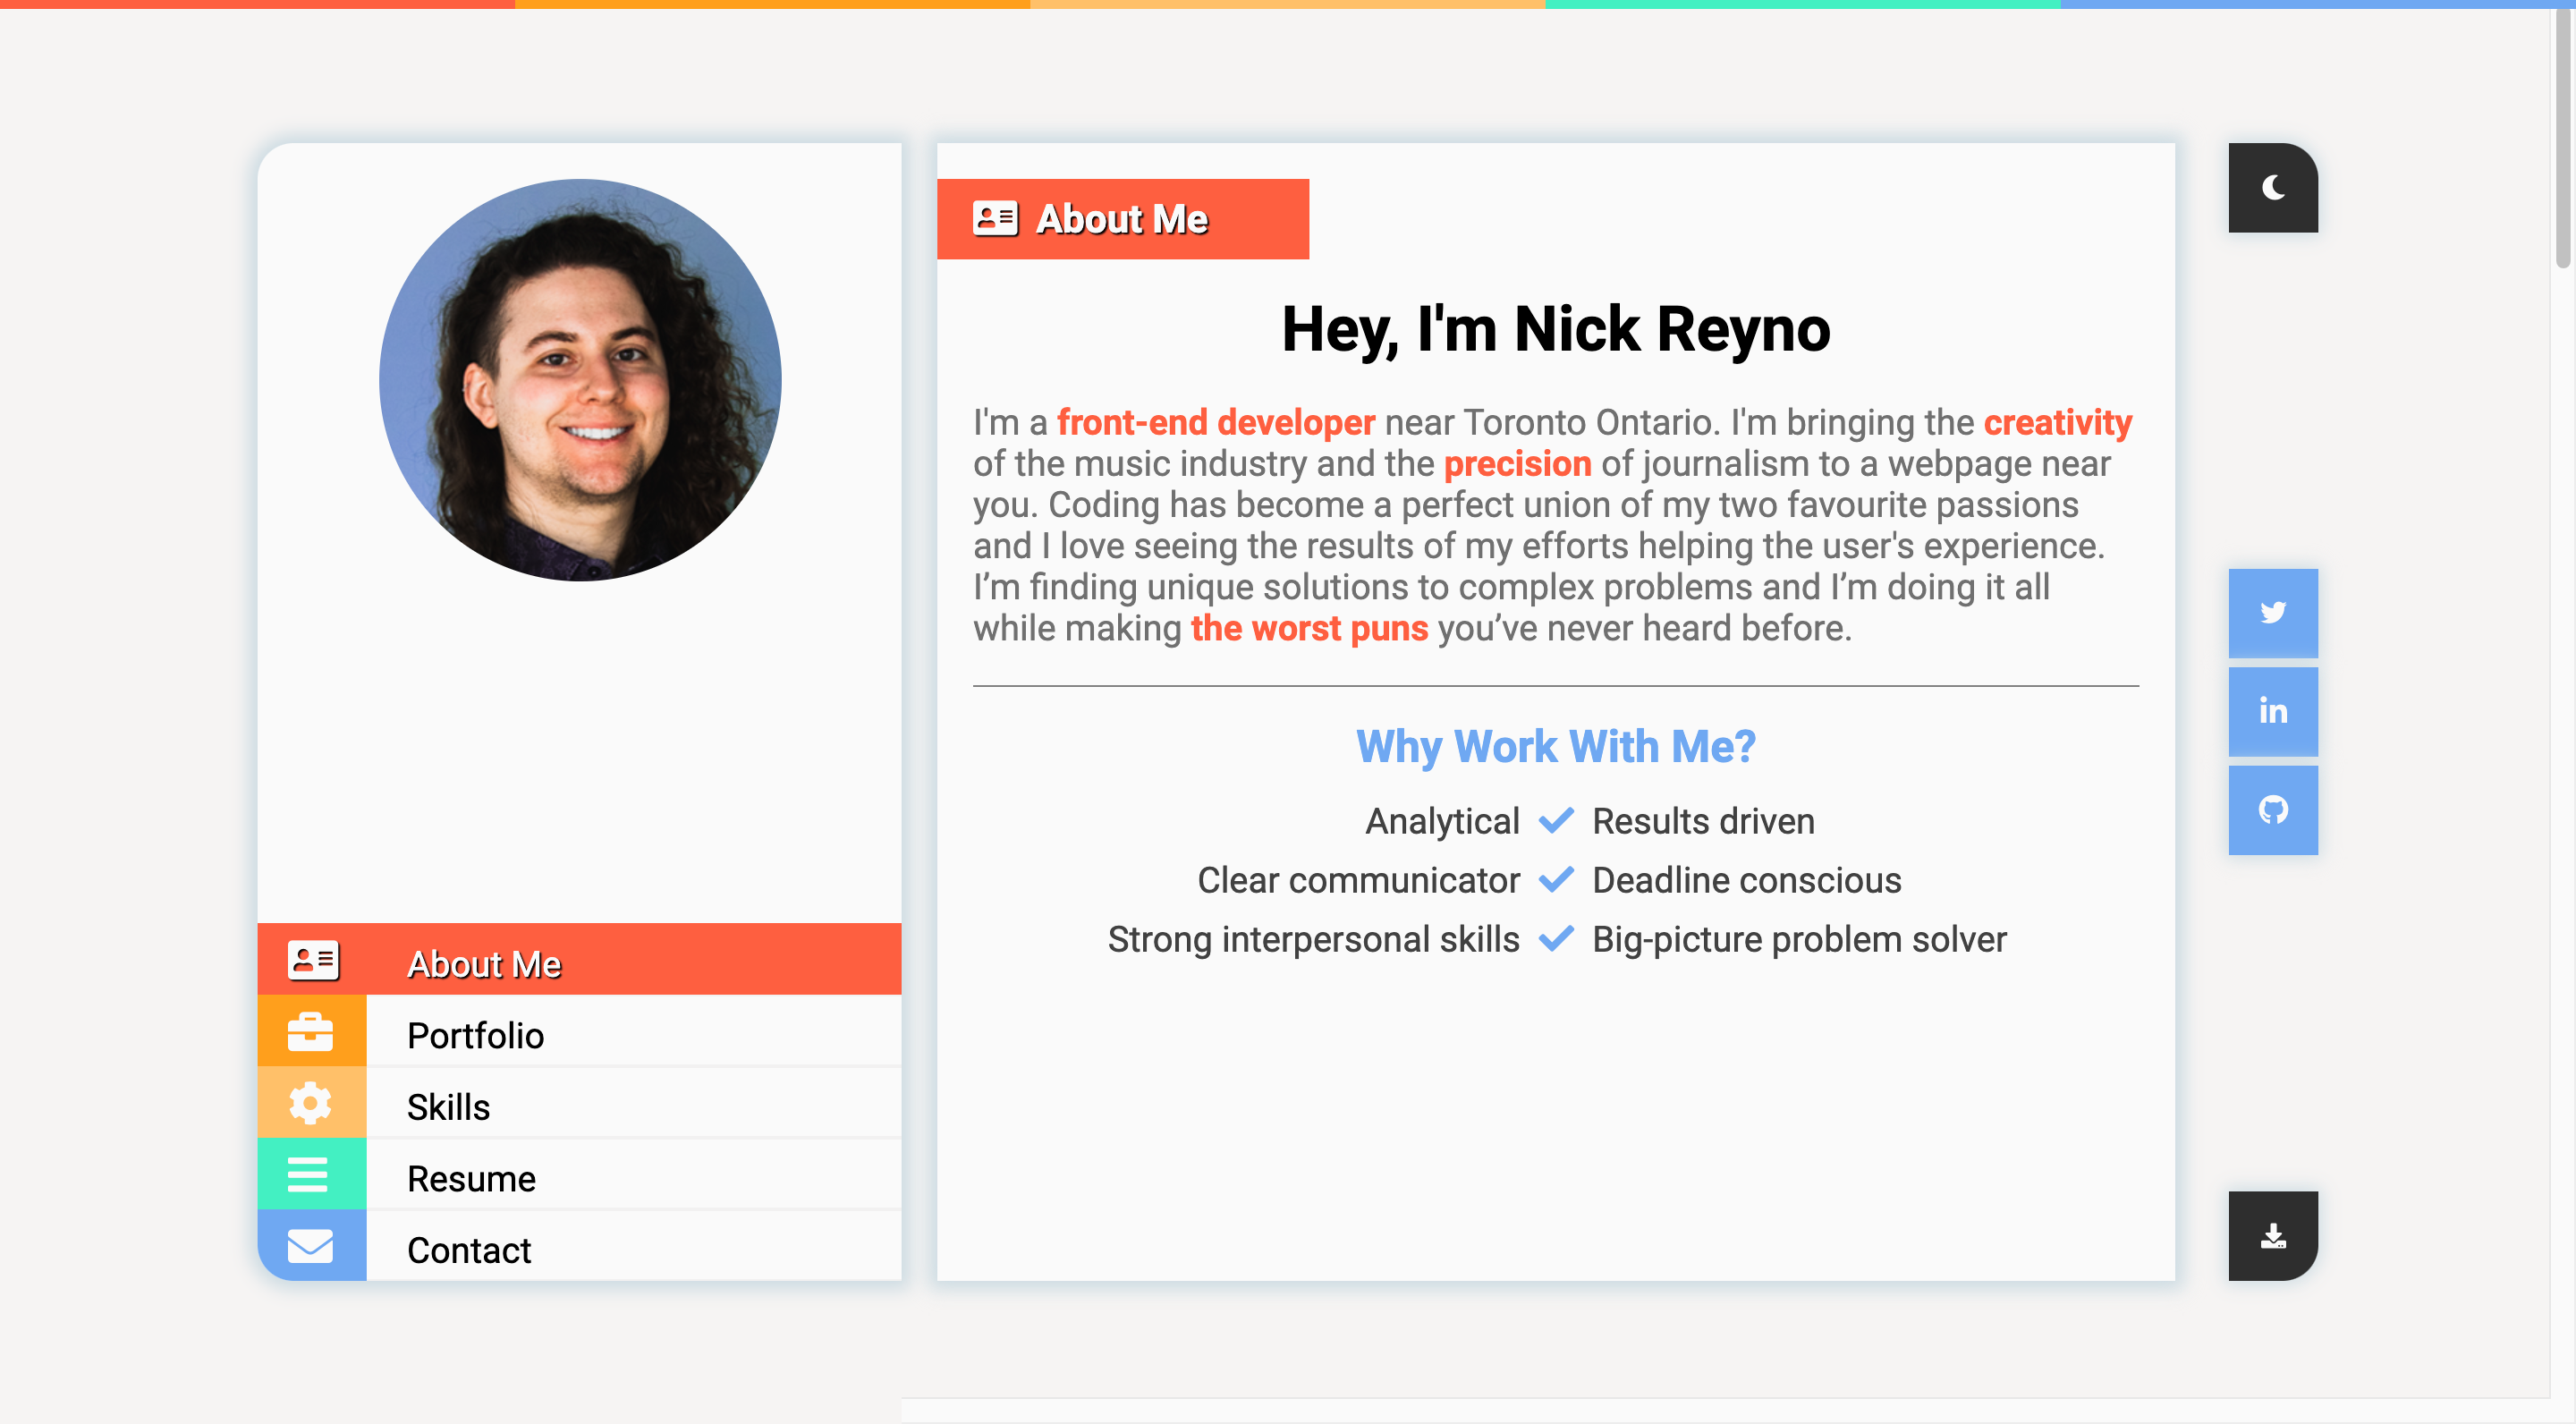 About Me
Portfolio
Skills
Resume
Contact
About Me
Hey, I'm Nick Reyno
I'm a front-end developer near Toronto Ontario. I'm bringing the creativity
of the music industry and the precision of journalism to a webpage near
you. Coding has become a perfect union of my two favourite passions
and I love seeing the results of my efforts helping the user's experience.
I’m finding unique solutions to complex problems and I’m doing it all
while making the worst puns you’ve never heard before.
Why Work With Me?
Analytical Results driven
Clear communicator Deadline conscious
Strong interpersonal skills Big-picture problem solver
in